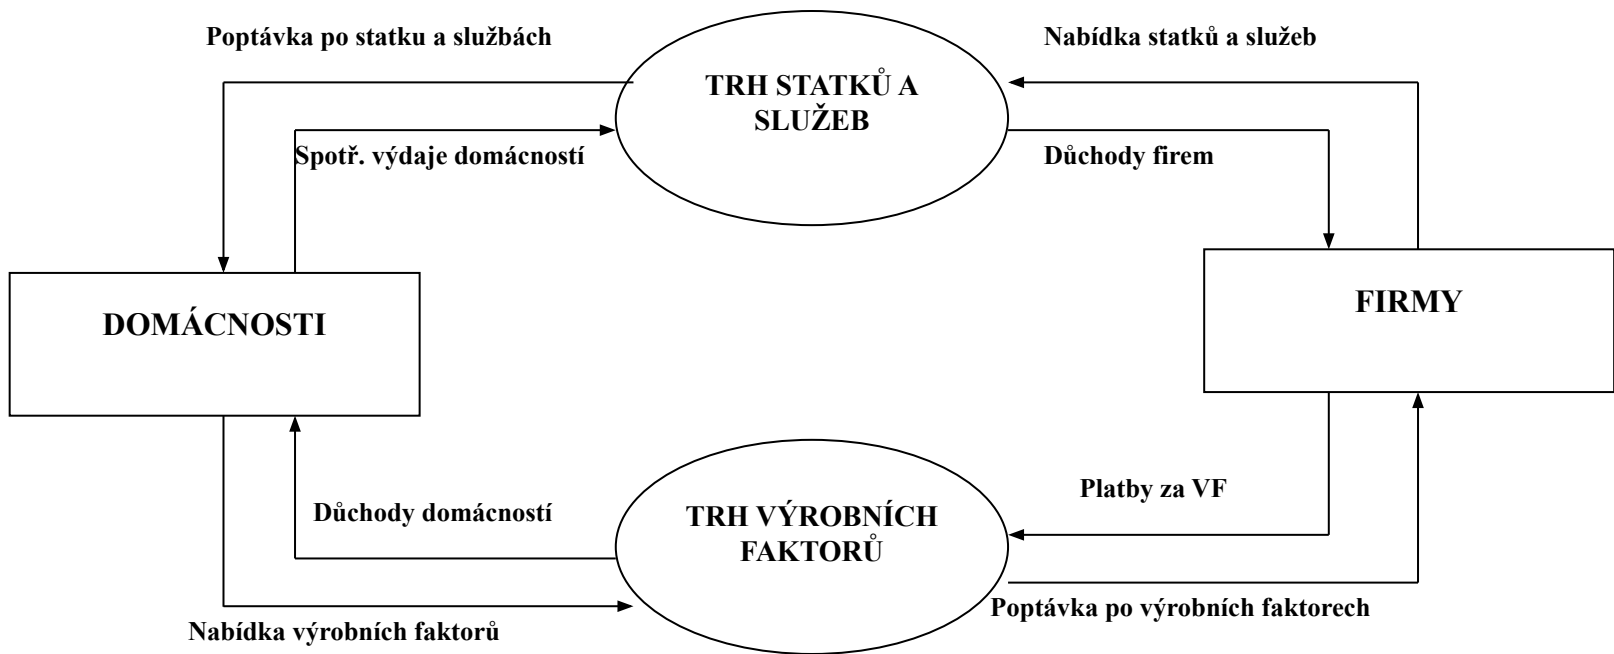 Poptávka po statku a službách
Nabídka statků a služeb
TRH STATKŮ A
SLUŽEB
Spotř. výdaje domácností
Důchody firem
DOMÁCNOSTI
FIRMY
Platby za VF
Důchody domácností
TRH VÝROBNÍCH
FAKTORŮ
Poptávka po výrobních faktorech
Nabídka výrobních faktorů